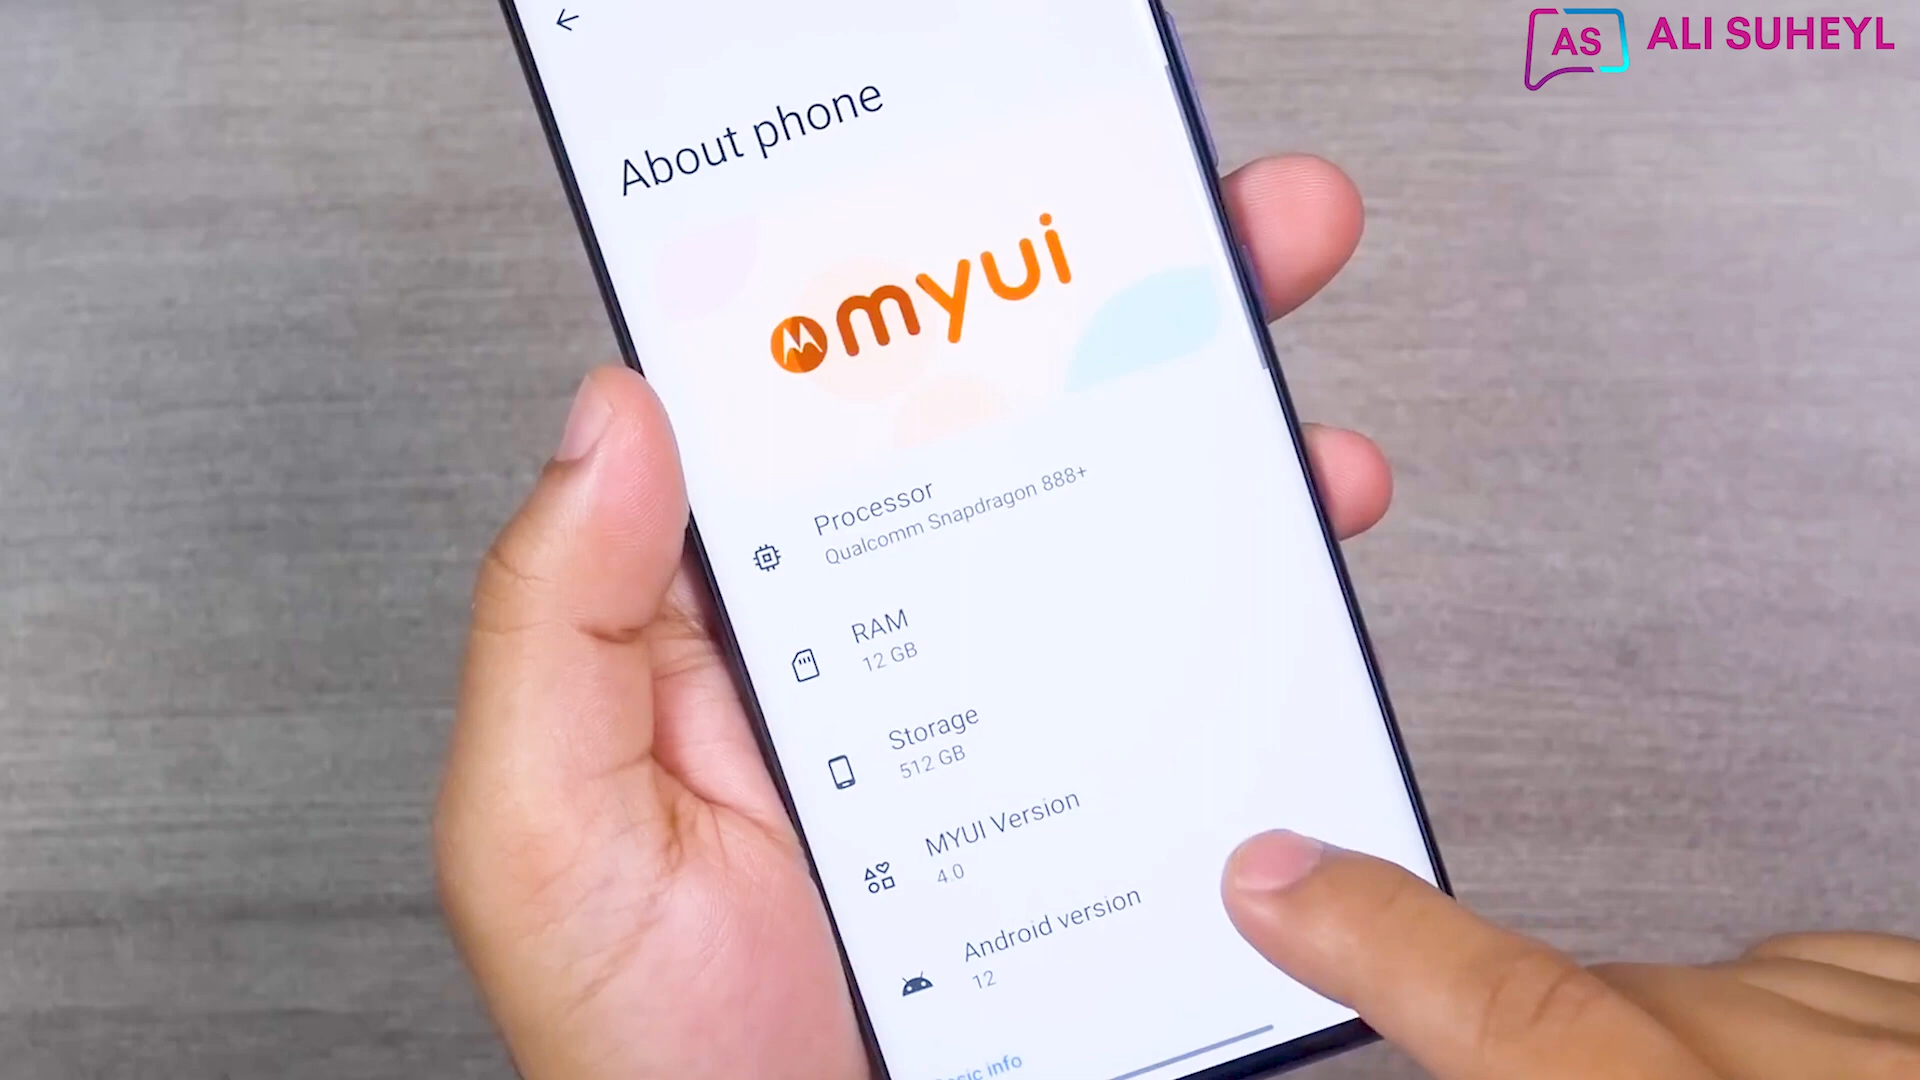 AS ALI SUHEYL
About phone
myui
Processor
Qualcomm Snapdragon 888+
RAM
12 GB
Storage
512 GB
MYUI Version
4.0
Android version
12
info